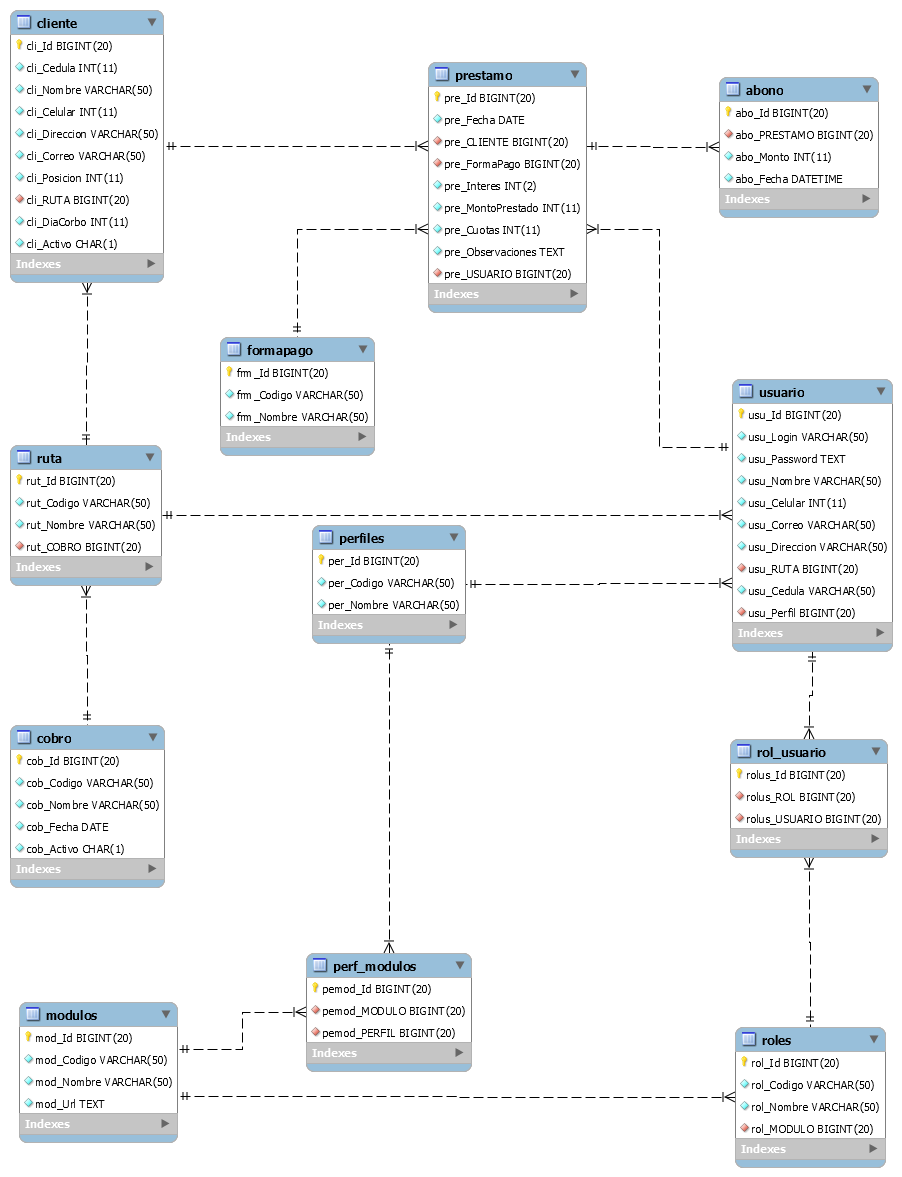 cliente
cli_Id BIGINT(20)
cli_Cedula INT(11)
cli_Nombre VARCHAR(50)
cli_Celular INT(11)
cli_Direccion VARCHAR(50)
cli_Correo VARCHAR(50)
cli_Posicion INT(11)
cli_RUTA BIGINT(20)
cli_DiaCorbo INT(11)
cli_Activo CHAR(1)
Indexes
prestamo
pre_Id BIGINT(20)
pre_Fecha DATE
pre_CLIENTE BIGINT(20)
pre_FormaPago BIGINT(20)
pre_Interes INT(2)
pre_MontoPrestado INT(11)
pre_Cuotas INT(11)
pre_Observaciones TEXT
pre_USUARIO BIGINT(20)
Indexes
abono
abo_Id BIGINT(20)
abo_PRESTAMO BIGINT(20)
abo_Monto INT(11)
abo_Fecha DATETIME
Indexes
formapago
frm_Id BIGINT(20)
frm_Codigo VARCHAR(50)
frm_Nombre VARCHAR(50)
Indexes
usuario
usu_Id BIGINT(20)
usu_Login VARCHAR(50)
usu_Password TEXT
usu_Nombre VARCHAR(50)
usu_Celular INT(11)
usu_Correo VARCHAR(50)
usu_Direccion VARCHAR(50)
usu_RUTA BIGINT(20)
usu_Cedula VARCHAR(50)
usu_Perfil BIGINT(20)
Indexes
ruta
rut_Id BIGINT(20)
rut_Codigo VARCHAR(50)
rut_Nombre VARCHAR(50)
rut_COBRO BIGINT(20)
Indexes
perfiles
per_Id BIGINT(20)
per_Codigo VARCHAR(50)
per_Nombre VARCHAR(50)
Indexes
cobro
cob_Id BIGINT(20)
cob_Codigo VARCHAR(50)
cob_Nombre VARCHAR(50)
cob_Fecha DATE
cob_Activo CHAR(1)
Indexes
rol_usuario
rolus_Id BIGINT(20)
rolus_ROL BIGINT(20)
rolus_USUARIO BIGINT(20)
Indexes
perf_modulos
pemod_Id BIGINT(20)
pemod_MODULO BIGINT(20)
pemod_PERFIL BIGINT(20)
Indexes
modulos
mod_Id BIGINT(20)
mod_Codigo VARCHAR(50)
mod_Nombre VARCHAR(50)
mod_Url TEXT
Indexes
roles
rol_Id BIGINT(20)
rol_Codigo VARCHAR(50)
rol_Nombre VARCHAR(50)
rol_MODULO BIGINT(20)
Indexes